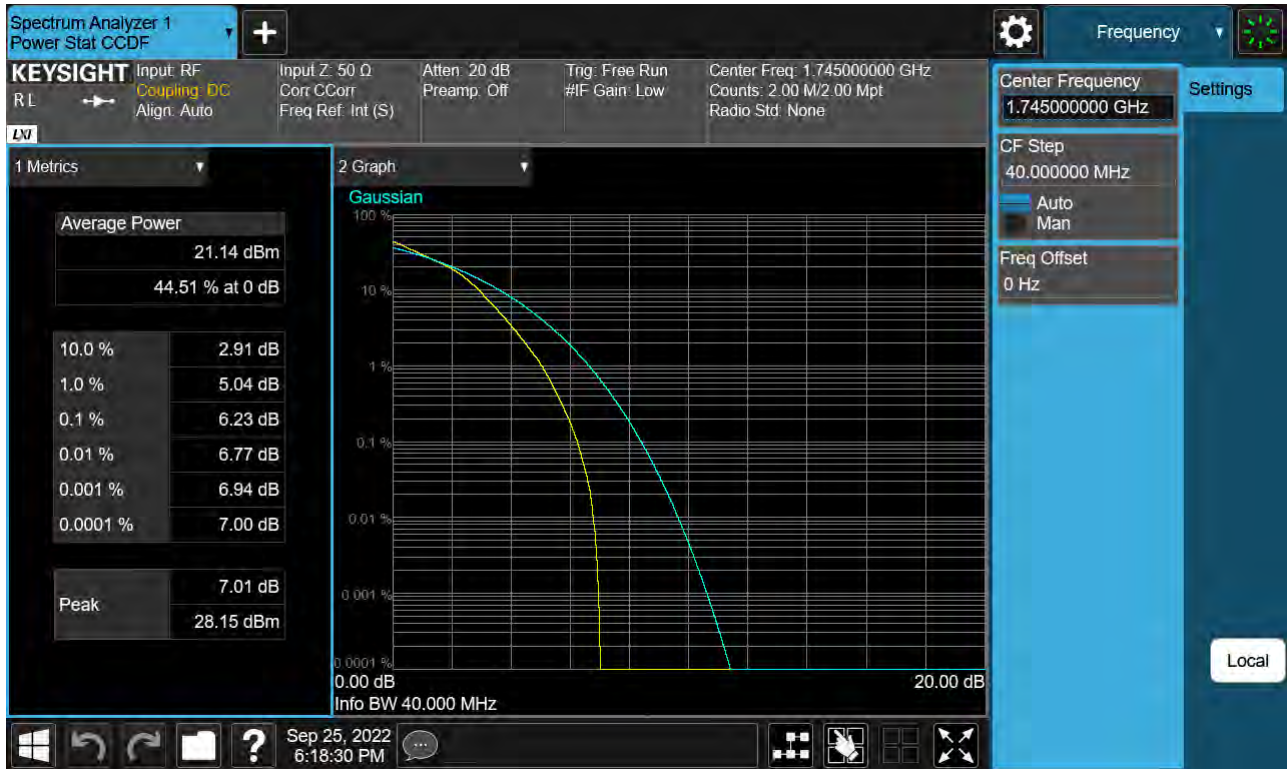 Spectrum Analyzer 1
Power Stat CCDF
+
Frequency
KEYSIGHT
RL
LXI
Input: RF
Coupling: DC
Align: Auto
Input Z: 50 Ω
Corr CCorr
Freq Ref: Int (S)
Atten: 20 dB
Preamp: Off
Trig: Free Run
#IF Gain: Low
Center Freq: 1.745000000 GHz
Counts: 2.00 M/2.00 Mpt
Radio Std: None
Center Frequency
1.745000000 GHz
Settings
CF Step
40.000000 MHz
Auto
Man
Freq Offset
0 Hz
1 Metrics
Average Power
21.14 dBm
44.51 % at 0 dB
10.0 % 2.91 dB
1.0 % 5.04 dB
0.1 % 6.23 dB
0.01 % 6.77 dB
0.001 % 6.94 dB
0.0001 % 7.00 dB
Peak
7.01 dB
28.15 dBm
2 Graph
Gaussian
100 %
10 %
1 %
0.1 %
0.01 %
0.001 %
0.0001 %
0.00 dB 20.00 dB
Info BW 40.000 MHz
Local
?
Sep 25, 2022
6:18:30 PM